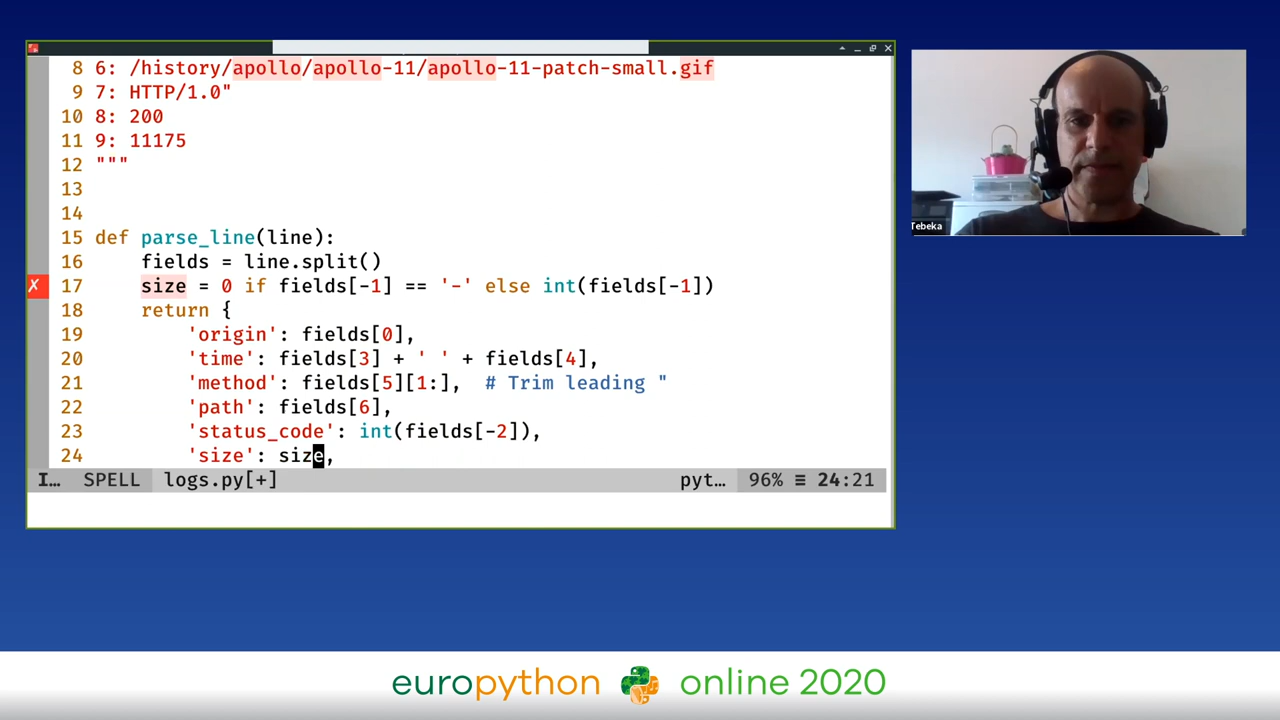 8 6: /history/apollo/apollo-11/apollo-11-patch-small.gif
9 7: HTTP/1.0"
10 8: 200
11 9: 11175
12 """
13
14
15 def parse_line(line):
16 fields = line.split()
✗ 17 size = 0 if fields[-1] == '-' else int(fields[-1])
18 return {
19 'origin': fields[0],
20 'time': fields[3] + ' ' + fields[4],
21 'method': fields[5][1:], # Trim leading "
22 'path': fields[6],
23 'status_code': int(fields[-2]),
24 'size': size,
I… SPELL logs.py[+] pyt… 96% ≡ 24:21
Tebeka
europython online 2020